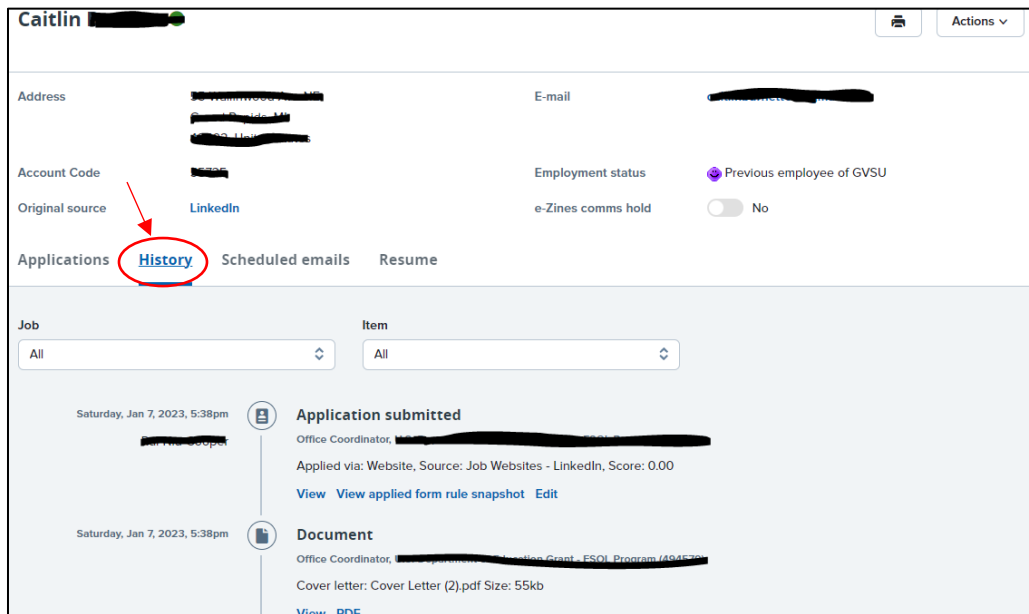 Caitlin
Actions
Address
E-mail
Account Code
Employment status
Previous employee of GVSU
Original source
LinkedIn
e-Zines comms hold
No
Applications
History
Scheduled emails
Resume
Job
Item
All
All
Saturday, Jan 7, 2023, 5:38pm
Application submitted
Office Coordinator,
Applied via: Website, Source: Job Websites - LinkedIn, Score: 0.00
View View applied form rule snapshot Edit
Saturday, Jan 7, 2023, 5:38pm
Document
Office Coordinator,
Cover letter: Cover Letter (2).pdf Size: 55kb
View PDF